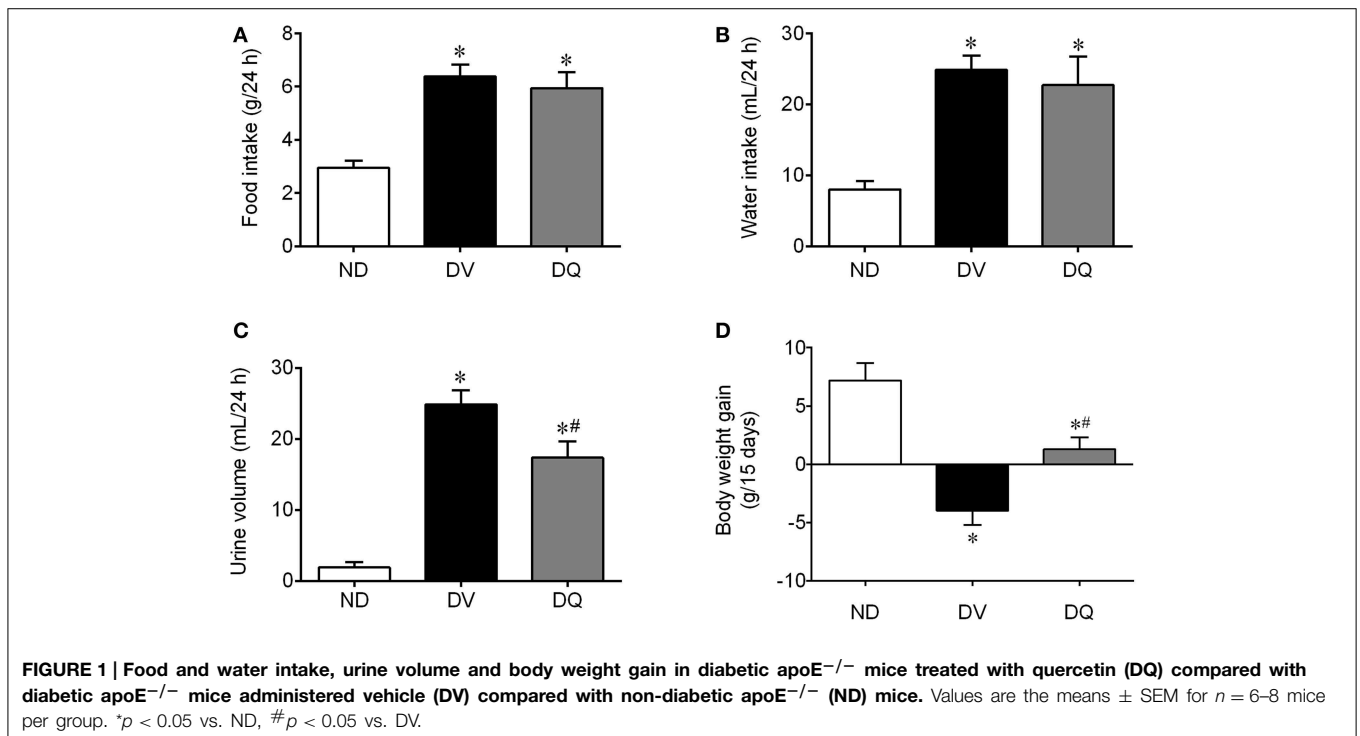 A
Food intake (g/24 h)
8
6
4
2
0
*
*
ND DV DQ
B
Water intake (mL/24 h)
30
20
10
0
*
*
ND DV DQ
C
Urine volume (mL/24 h)
30
20
10
0
*
*#
ND DV DQ
D
Body weight gain
(g/15 days)
10
5
0
-5
-10
*
*#
ND DV DQ
FIGURE 1 | Food and water intake, urine volume and body weight gain in diabetic apoE−/− mice treated with quercetin (DQ) compared with
diabetic apoE−/− mice administered vehicle (DV) compared with non-diabetic apoE−/− (ND) mice. Values are the means ± SEM for n = 6–8 mice
per group. *p < 0.05 vs. ND, #p < 0.05 vs. DV.